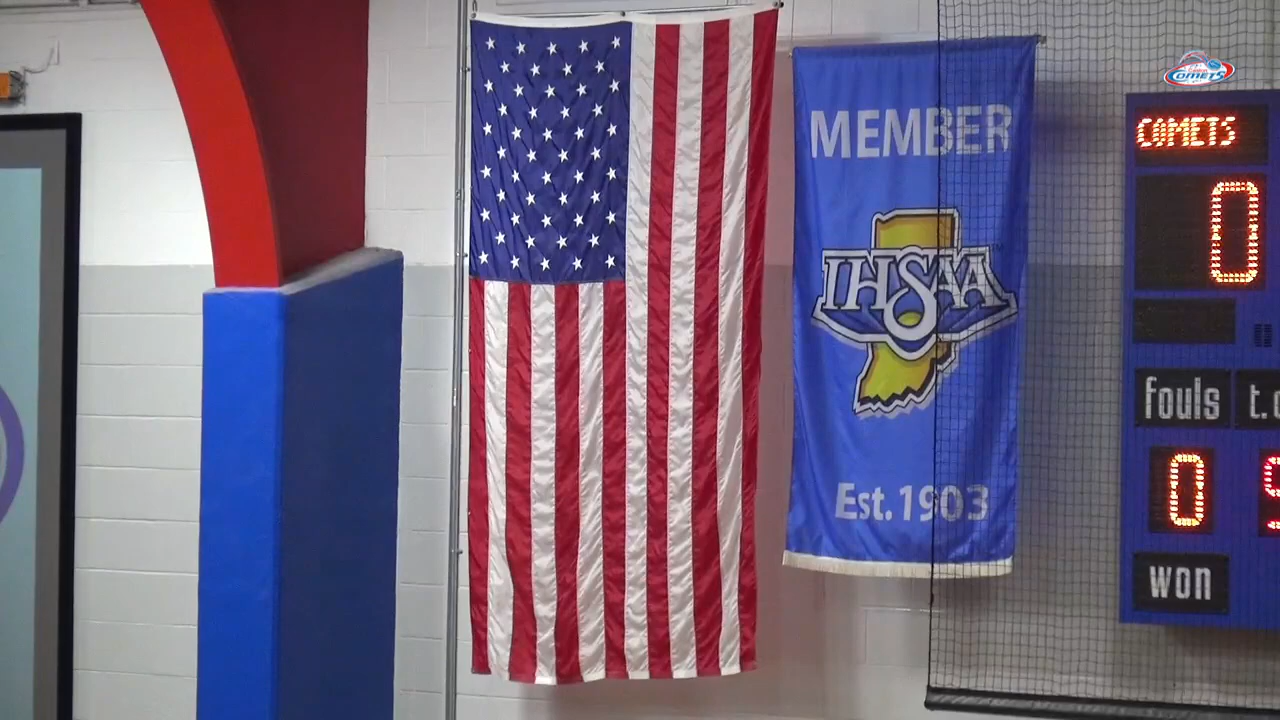 MEMBER
IHSAA
Est. 1903
COMETS
COMETS
0
fouls
0
won